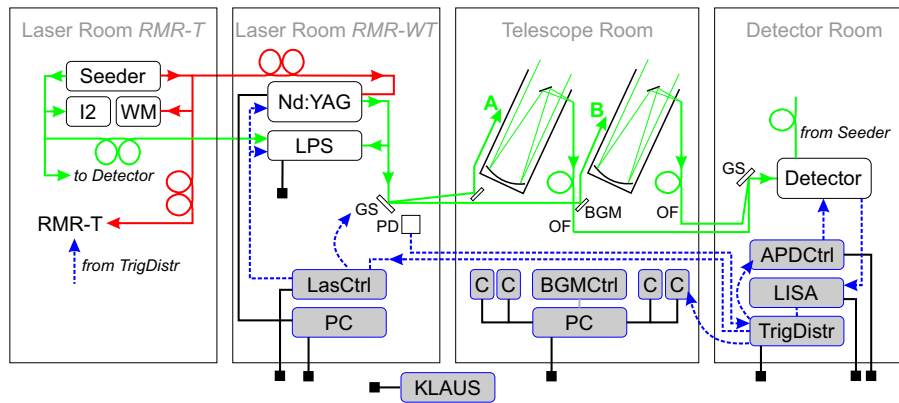 Laser Room RMR-T
Laser Room RMR-WT
Telescope Room
Detector Room
Seeder
I2
WM
to Detector
RMR-T
from TrigDistr
Nd:YAG
LPS
GS
PD
LasCtrl
PC
A
B
OF
BGM
OF
C
C
BGMCtrl
C
C
PC
from Seeder
GS
Detector
APDCtrl
LISA
TrigDistr
KLAUS